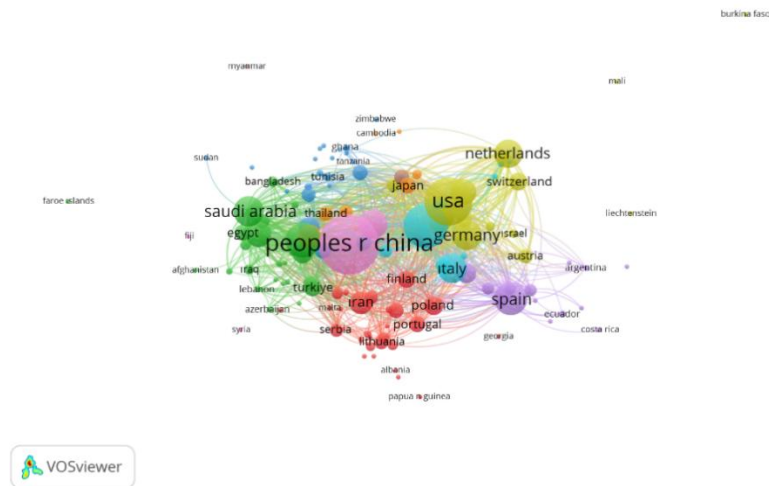 burkina faso
myanmar
mali
zimbabwe
cambodia
ghana
tanzania
sudan
tunisia
netherlands
bangladesh
japan
switzerland
faroe islands
usa
saudi arabia
thailand
liechtenstein
egypt
fiji
peoples r china
germany
israel
austria
afghanistan
iraq
italy
argentina
finland
lebanon
turkiye
iran
poland
spain
azerbaijan
malta
ecuador
portugal
syria
serbia
costa rica
georgia
lithuania
albania
papua n guinea
VOSviewer